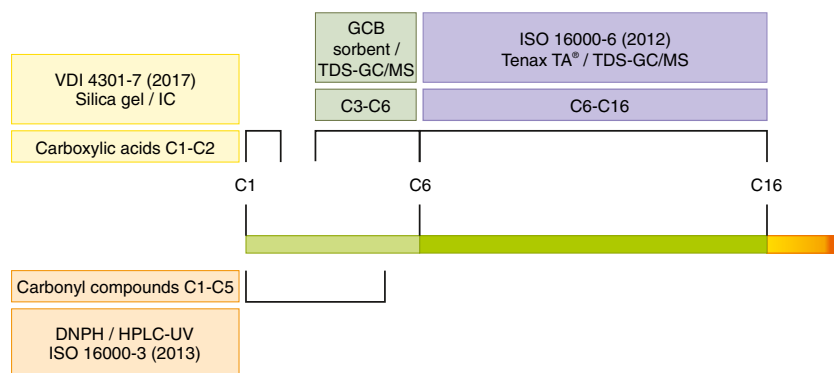 VDI 4301-7 (2017)
Silica gel / IC
Carboxylic acids C1-C2
GCB
sorbent /
TDS-GC/MS
C3-C6
ISO 16000-6 (2012)
Tenax TA® / TDS-GC/MS
C6-C16
C1
C6
C16
Carbonyl compounds C1-C5
DNPH / HPLC-UV
ISO 16000-3 (2013)